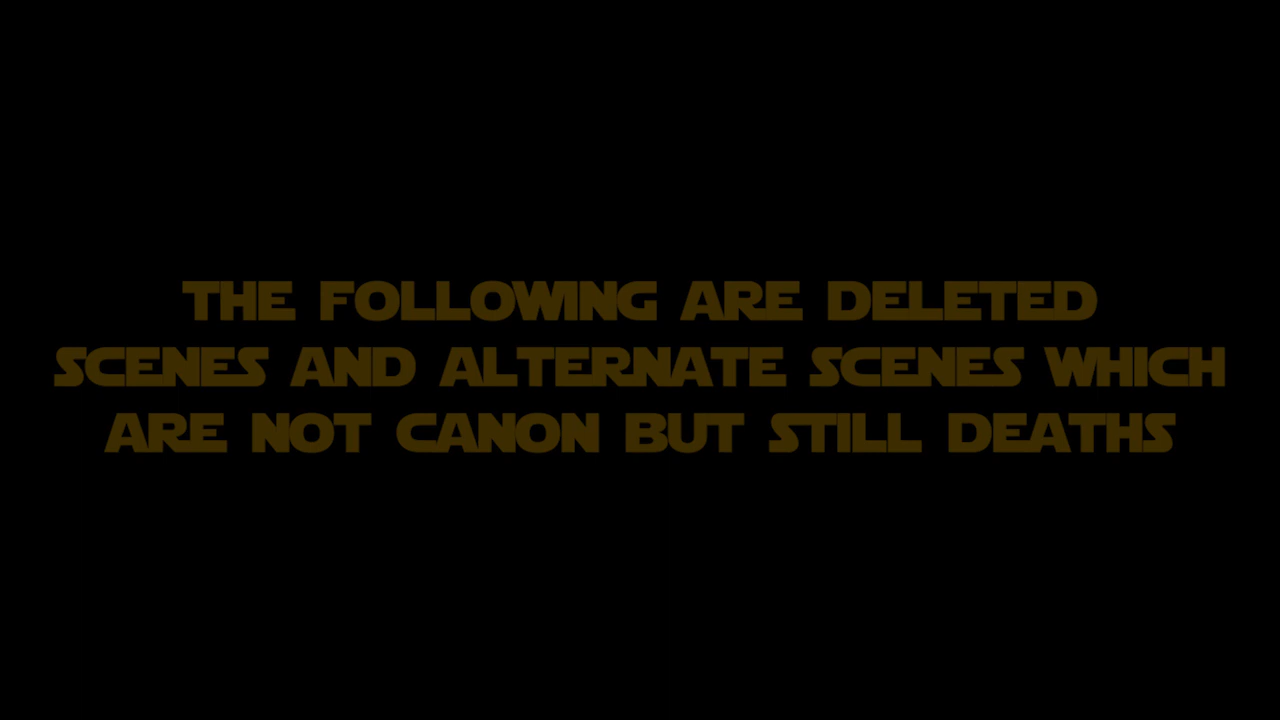 THE FOLLOWING ARE DELETED
SCENES AND ALTERNATE SCENES WHICH
ARE NOT CANON BUT STILL DEATHS